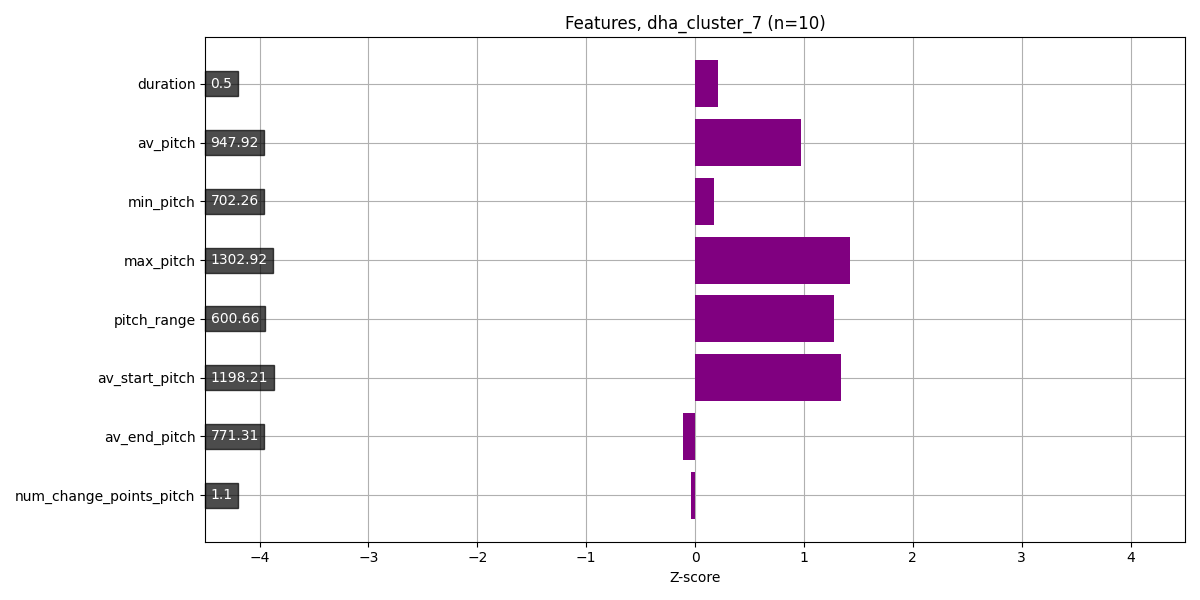 Features, dha_cluster_7 (n=10)
duration 0.5
av_pitch 947.92
min_pitch 702.26
max_pitch 1302.92
pitch_range 600.66
av_start_pitch 1198.21
av_end_pitch 771.31
num_change_points_pitch 1.1
−4 −3 −2 −1 0 1 2 3 4
Z-score